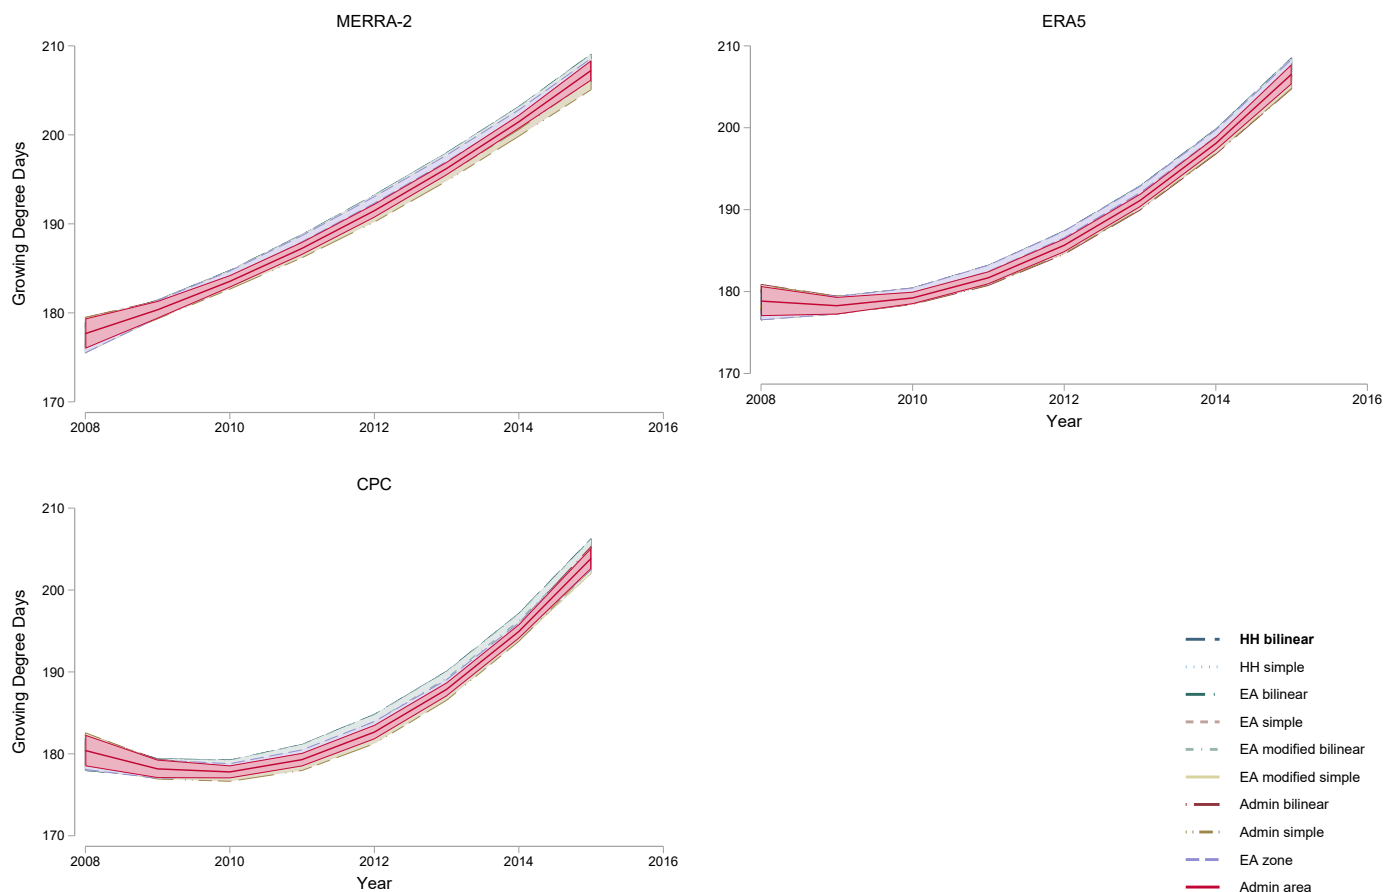 MERRA-2
210
200
190
180
170
Growing Degree Days
2008 2010 2012 2014 2016
ERA5
210
200
190
180
170
2008 2010 2012 2014 2016
Year
CPC
210
200
190
180
170
Growing Degree Days
2008 2010 2012 2014 2016
Year
HH bilinear
HH simple
EA bilinear
EA simple
EA modified bilinear
EA modified simple
Admin bilinear
Admin simple
EA zone
Admin area